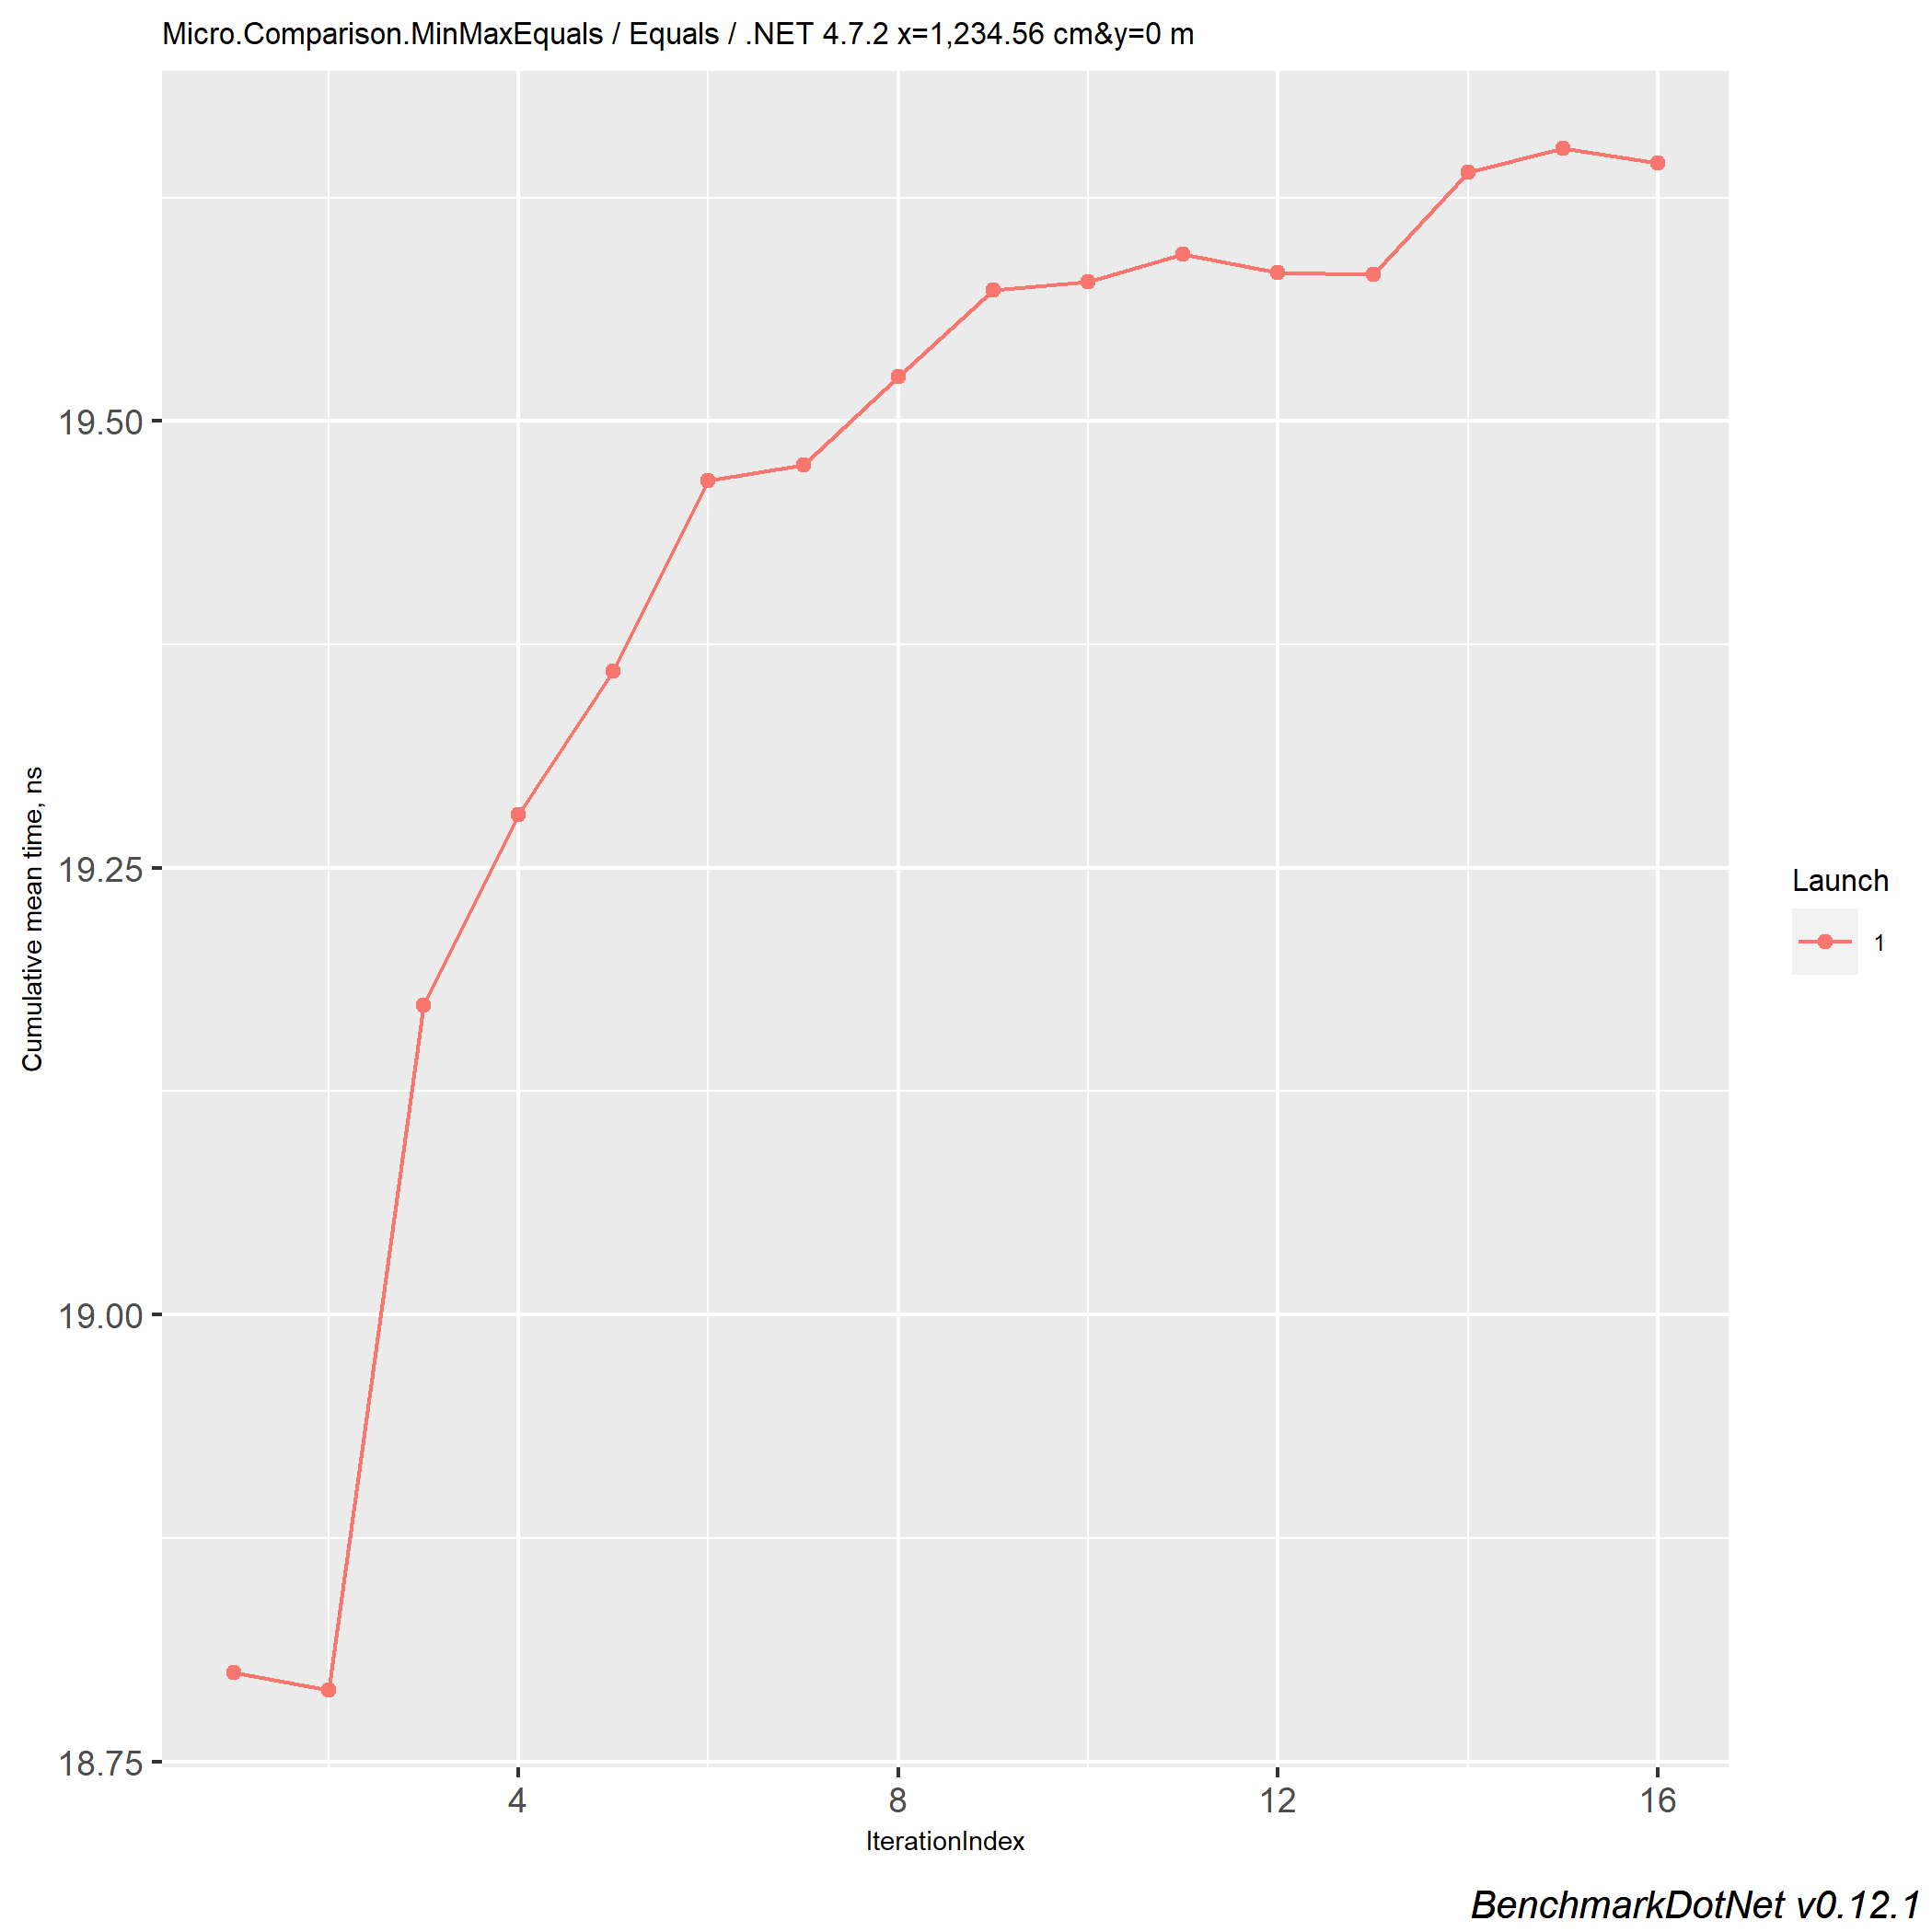 Micro.Comparison.MinMaxEquals / Equals / .NET 4.7.2 x=1,234.56 cm&y=0 m
Cumulative mean time, ns
19.50
19.25
19.00
18.75
4
8
12
16
IterationIndex
Launch
1
BenchmarkDotNet v0.12.1